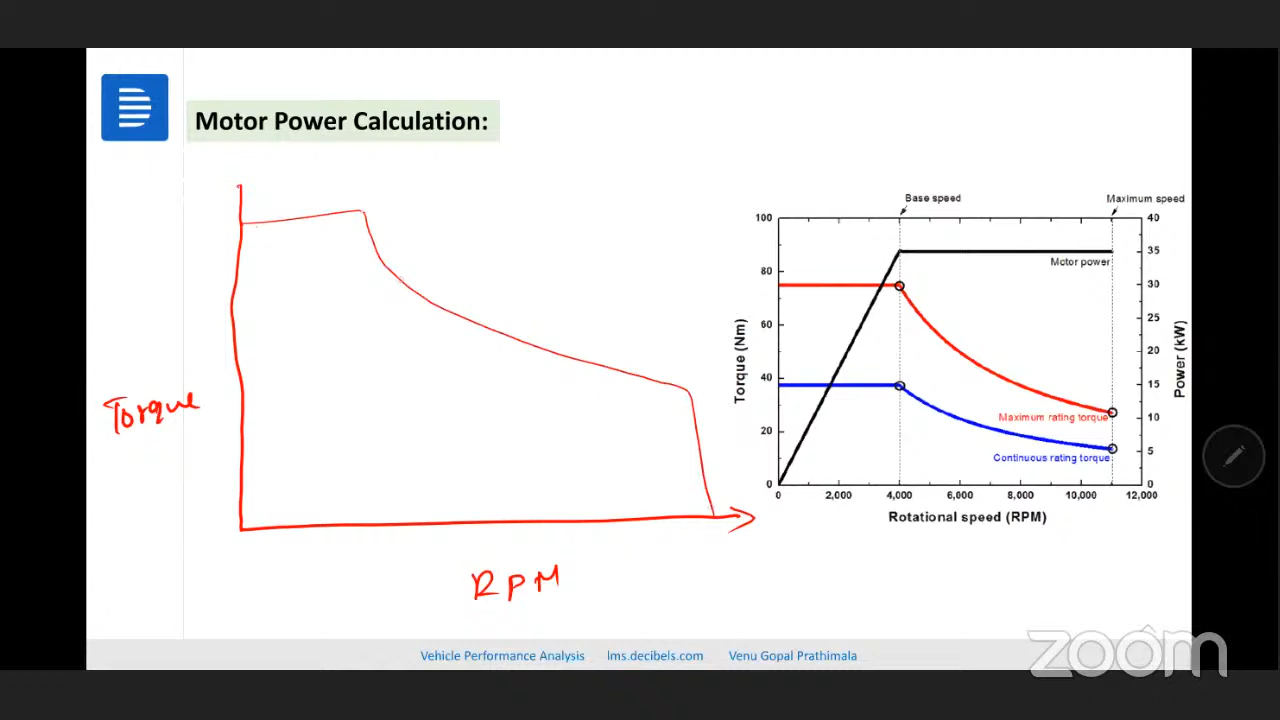 Motor Power Calculation:
Torque
RPM
Base speed
Maximum speed
100
80
60
40
20
0
Torque (Nm)
40
35
30
25
20
15
10
5
0
Power (kW)
Motor power
Maximum rating torque
Continuous rating torque
0 2,000 4,000 6,000 8,000 10,000 12,000
Rotational speed (RPM)
Vehicle Performance Analysis lms.decibels.com Venu Gopal Prathimala
zoom